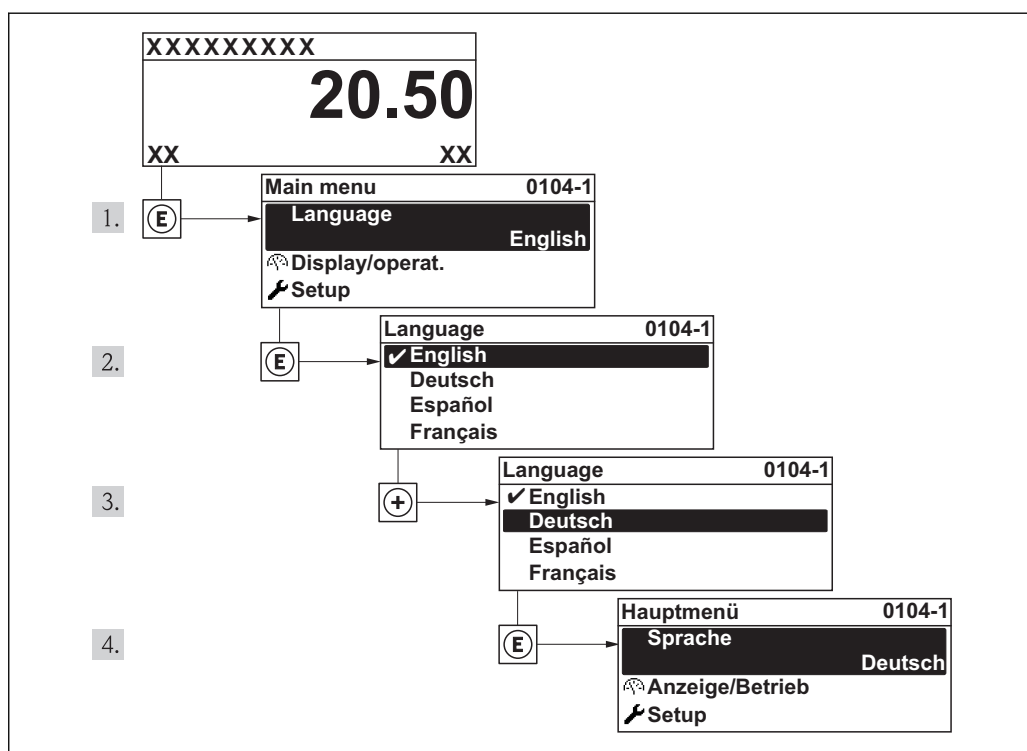 XXXXXXXXX
20.50
XX XX
1. E
Main menu 0104-1
Language
English
Display/operat.
Setup
2. E
Language 0104-1
✔ English
Deutsch
Español
Français
3. +
Language 0104-1
✔ English
Deutsch
Español
Français
4. E
Hauptmenü 0104-1
Sprache
Deutsch
Anzeige/Betrieb
Setup